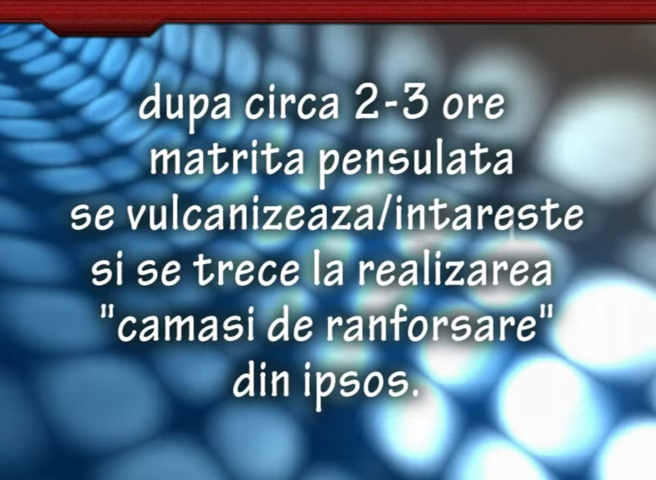 dupa circa 2-3 ore
matrita pensulata
se vulcanizeaza/intareste
si se trece la realizarea
"camasi de ranforsare"
din ipsos.